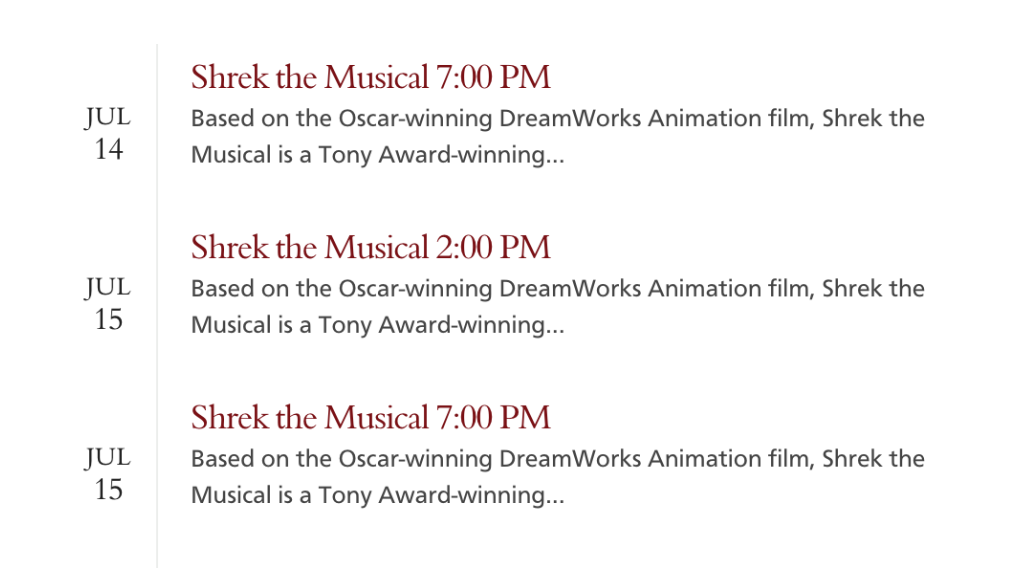 Shrek the Musical 7:00 PM
JUL
14
Based on the Oscar-winning DreamWorks Animation film, Shrek the
Musical is a Tony Award-winning...
Shrek the Musical 2:00 PM
JUL
15
Based on the Oscar-winning DreamWorks Animation film, Shrek the
Musical is a Tony Award-winning...
Shrek the Musical 7:00 PM
JUL
15
Based on the Oscar-winning DreamWorks Animation film, Shrek the
Musical is a Tony Award-winning...